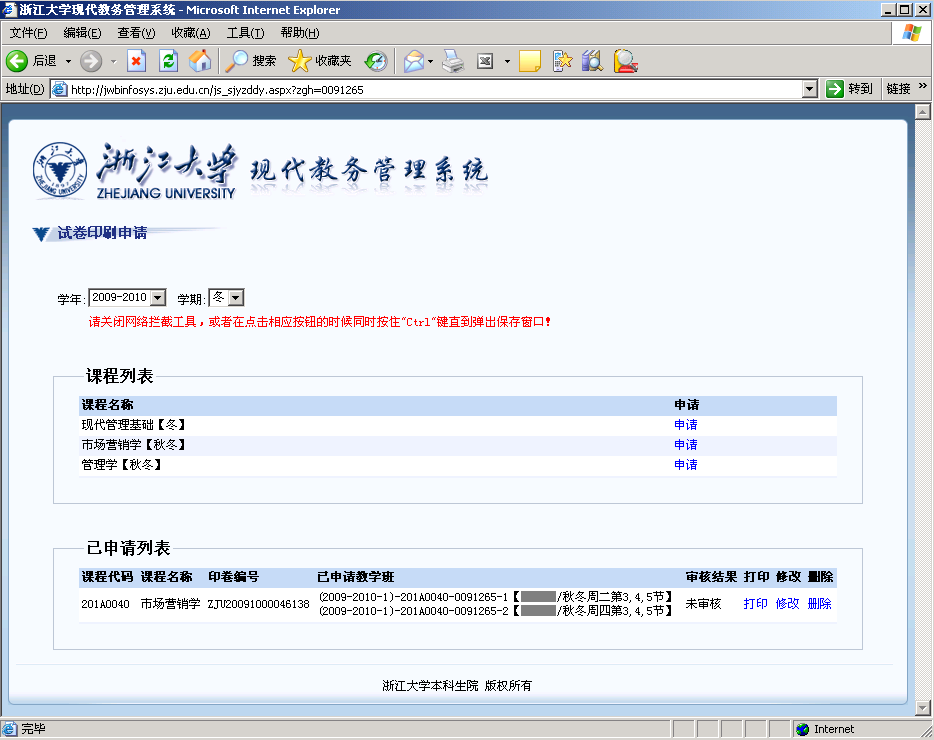 浙江大学现代教务管理系统 - Microsoft Internet Explorer
文件(F) 编辑(E) 查看(V) 收藏(A) 工具(T) 帮助(H)
后退 搜索 收藏夹
地址(D) http://jwbinfosys.zju.edu.cn/js_sjyzddy.aspx?zgh=0091265 转到 链接 »
浙江大学 现代教务管理系统
ZHEJIANG UNIVERSITY
试卷印刷申请
学年: 2009-2010 学期: 冬
请关闭网络拦截工具，或者在点击相应按钮的时候同时按住"Ctrl"键直到弹出保存窗口！
课程列表
课程名称 申请
现代管理基础【冬】 申请
市场营销学【秋冬】 申请
管理学【秋冬】 申请
已申请列表
课程代码 课程名称 印卷编号 已申请教学班 审核结果 打印 修改 删除
201A0040 市场营销学 ZJU20091000046138 (2009-2010-1)-201A0040-0091265-1【 /秋冬周二第3,4,5节】 未审核 打印 修改 删除
(2009-2010-1)-201A0040-0091265-2【 /秋冬周四第3,4,5节】
浙江大学本科生院 版权所有
完毕 Internet